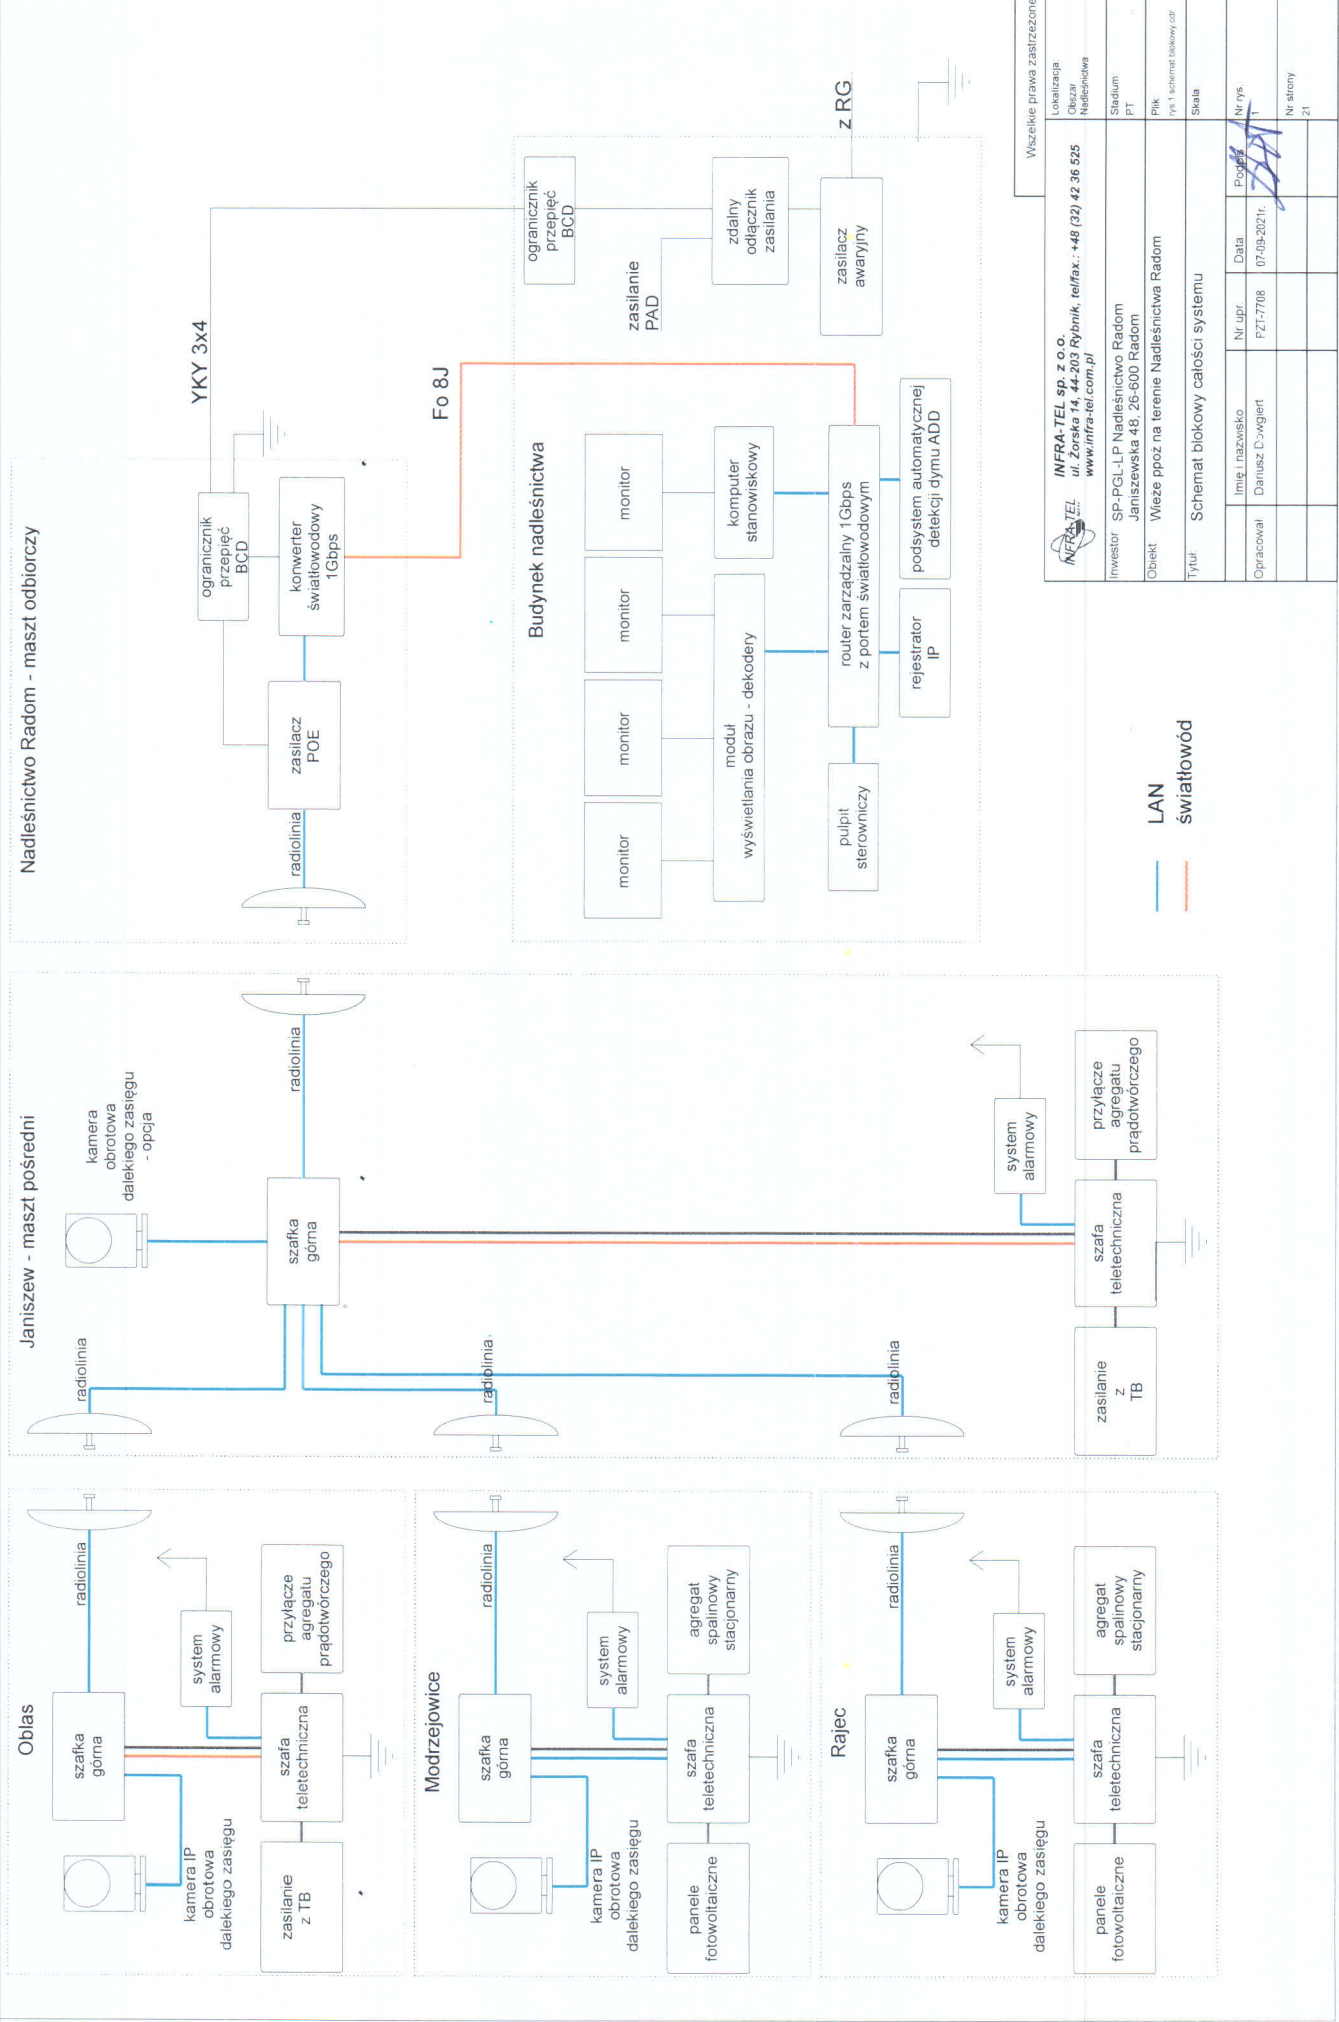 Oblas
radiolinia
szafka
górna
system
alarmowy
kamera IP
obrotowa
dalekiego zasięgu
zasilanie
z TB
szafa
teletechniczna
przyłącze
agregatu
prądotwórczego
Modrzejowice
radiolinia
szafka
górna
system
alarmowy
kamera IP
obrotowa
dalekiego zasięgu
panele
fotowoltaiczne
szafa
teletechniczna
agregat
spalinowy
stacjonarny
Rajec
radiolinia
szafka
górna
system
alarmowy
kamera IP
obrotowa
dalekiego zasięgu
panele
fotowoltaiczne
szafa
teletechniczna
agregat
spalinowy
stacjonarny
Janiszew - maszt pośredni
radiolinia
kamera
obrotowa
dalekiego zasięgu
- opcja
szafka
górna
radiolinia
radiolinia
radiolinia
system
alarmowy
zasilanie
z
TB
szafa
teletechniczna
przyłącze
agregatu
prądotwórczego
Nadleśnictwo Radom - maszt odbiorczy
radiolinia
zasilacz
POE
ogranicznik
przepięć
BCD
konwerter
światłowodowy
1Gbps
YKY 3x4
Fo 8J
Budynek nadleśnictwa
monitor
monitor
monitor
monitor
moduł
wyświetlania obrazu - dekodery
komputer
stanowiskowy
pulpit
sterowniczy
router zarządzalny 1Gbps
z portem światłowodowym
rejestrator
IP
podsystem automatycznej
detekcji dymu ADD
ogranicznik
przepięć
BCD
zasilanie
PAD
zdalny
odłącznik
zasilania
zasilacz
awaryjny
z RG
LAN
światłowód
Wszelkie prawa zastrzeżone
INFRA-TEL
INFRA-TEL sp. z o.o.
ul. Żorska 14, 44-203 Rybnik, tel/fax.: +48 (32) 42 36 525
www.infra-tel.com.pl
Lokalizacja:
Obszar
Nadleśnictwa
Inwestor: SP-PGL-LP Nadleśnictwo Radom
Janiszewska 48, 26-600 Radom
Stadium:
PT
Obiekt: Wieże ppoż na terenie Nadleśnictwa Radom
Plik:
rys 1 schemat blokowy.cdr
Tytuł: Schemat blokowy całości systemu
Skala:
Imię i nazwisko Nr upr. Data Podpis Nr rys.:
Opracował: Dariusz Dowgiert PZT-7708 07-09-2021r. 1
Nr strony:
21